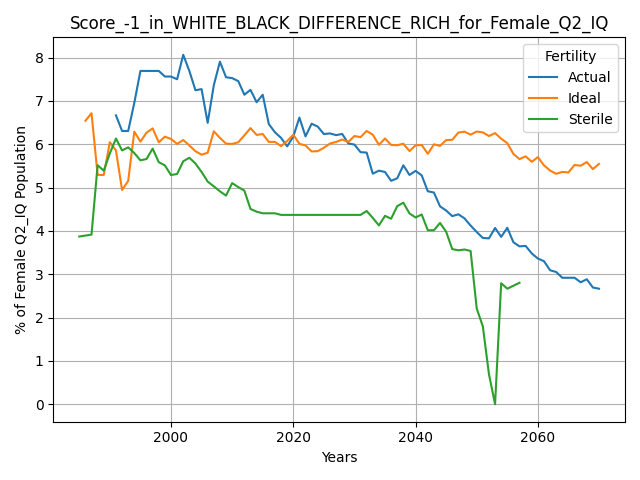 Score_-1_in_WHITE_BLACK_DIFFERENCE_RICH_for_Female_Q2_IQ
Fertility
Actual
Ideal
Sterile
% of Female Q2_IQ Population
8
7
6
5
4
3
2
1
0
2000
2020
2040
2060
Years